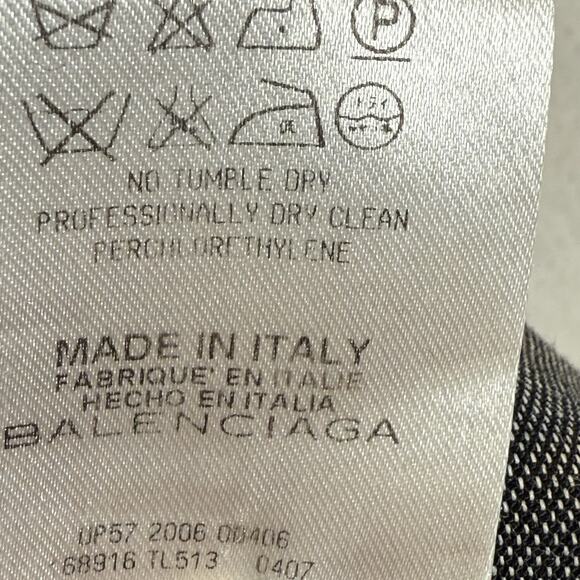 P
NO TUMBLE DRY
PROFESSIONALLY DRY CLEAN
PERCHLURETHYLENE
MADE IN ITALY
FABRIQUE' EN ITALIE
HECHO EN ITALIA
BALENCIAGA
UP57 2006 00406
68916 TL513 0407